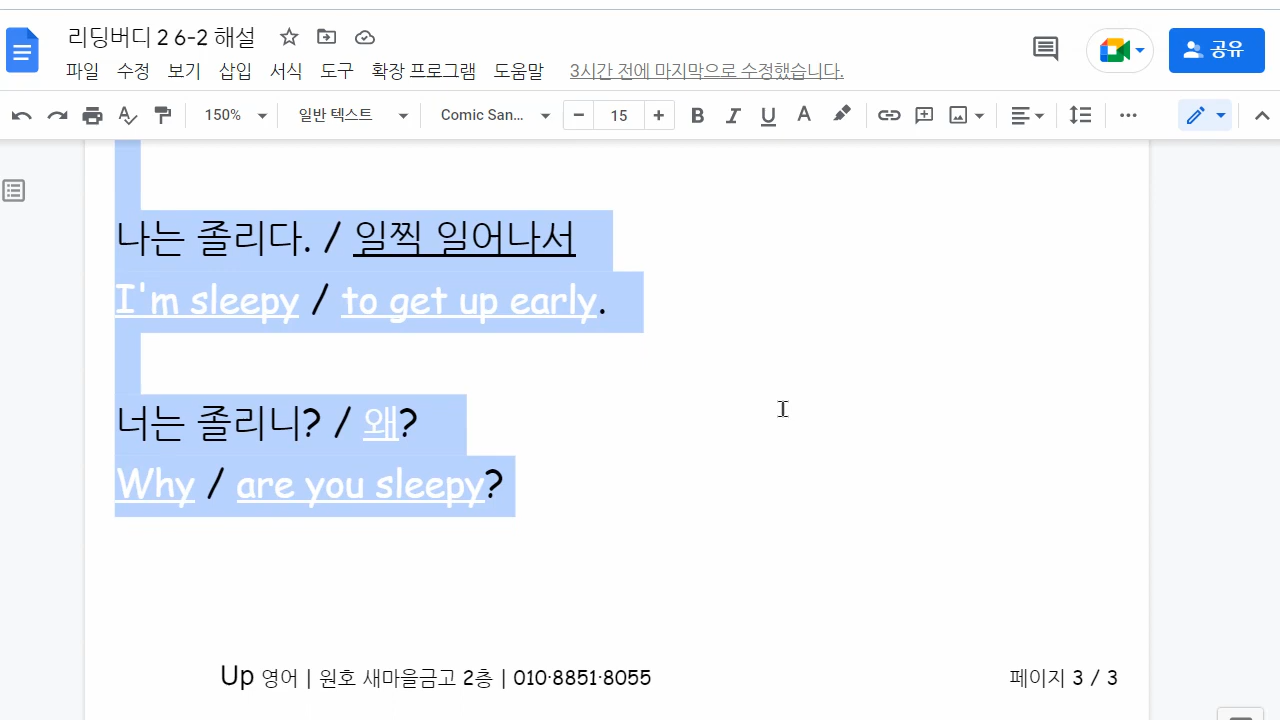 리딩버디 2 6-2 해설
공유
파일 수정 보기 삽입 서식 도구 확장 프로그램 도움말 3시간 전에 마지막으로 수정했습니다.
150% 일반 텍스트 Comic San... 15 B I U A
나는 졸리다. / 일찍 일어나서
I'm sleepy / to get up early.
너는 졸리니? / 왜?
Why / are you sleepy?
Up 영어 | 원호 새마을금고 2층 | 010·8851·8055 페이지 3 / 3